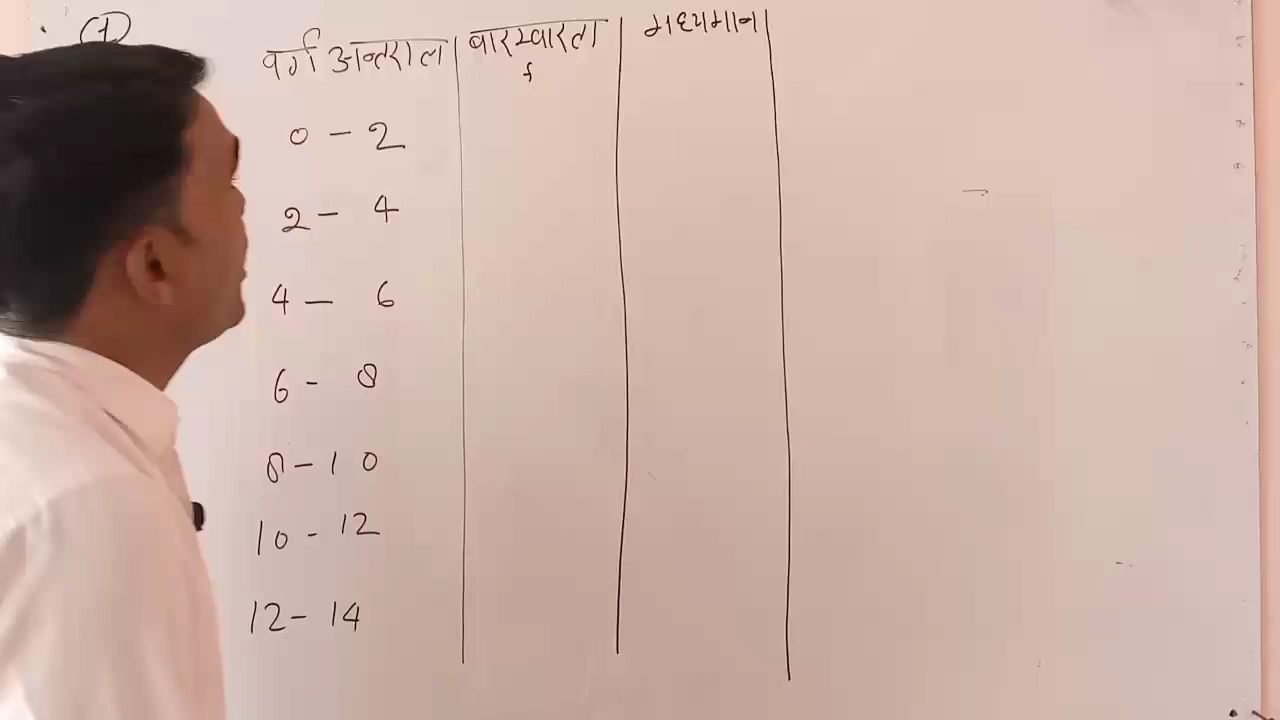 1
वर्ग अन्तराल बारम्बारता मध्यमान
f
0 - 2
2 - 4
4 - 6
6 - 8
8 - 10
10 - 12
12 - 14